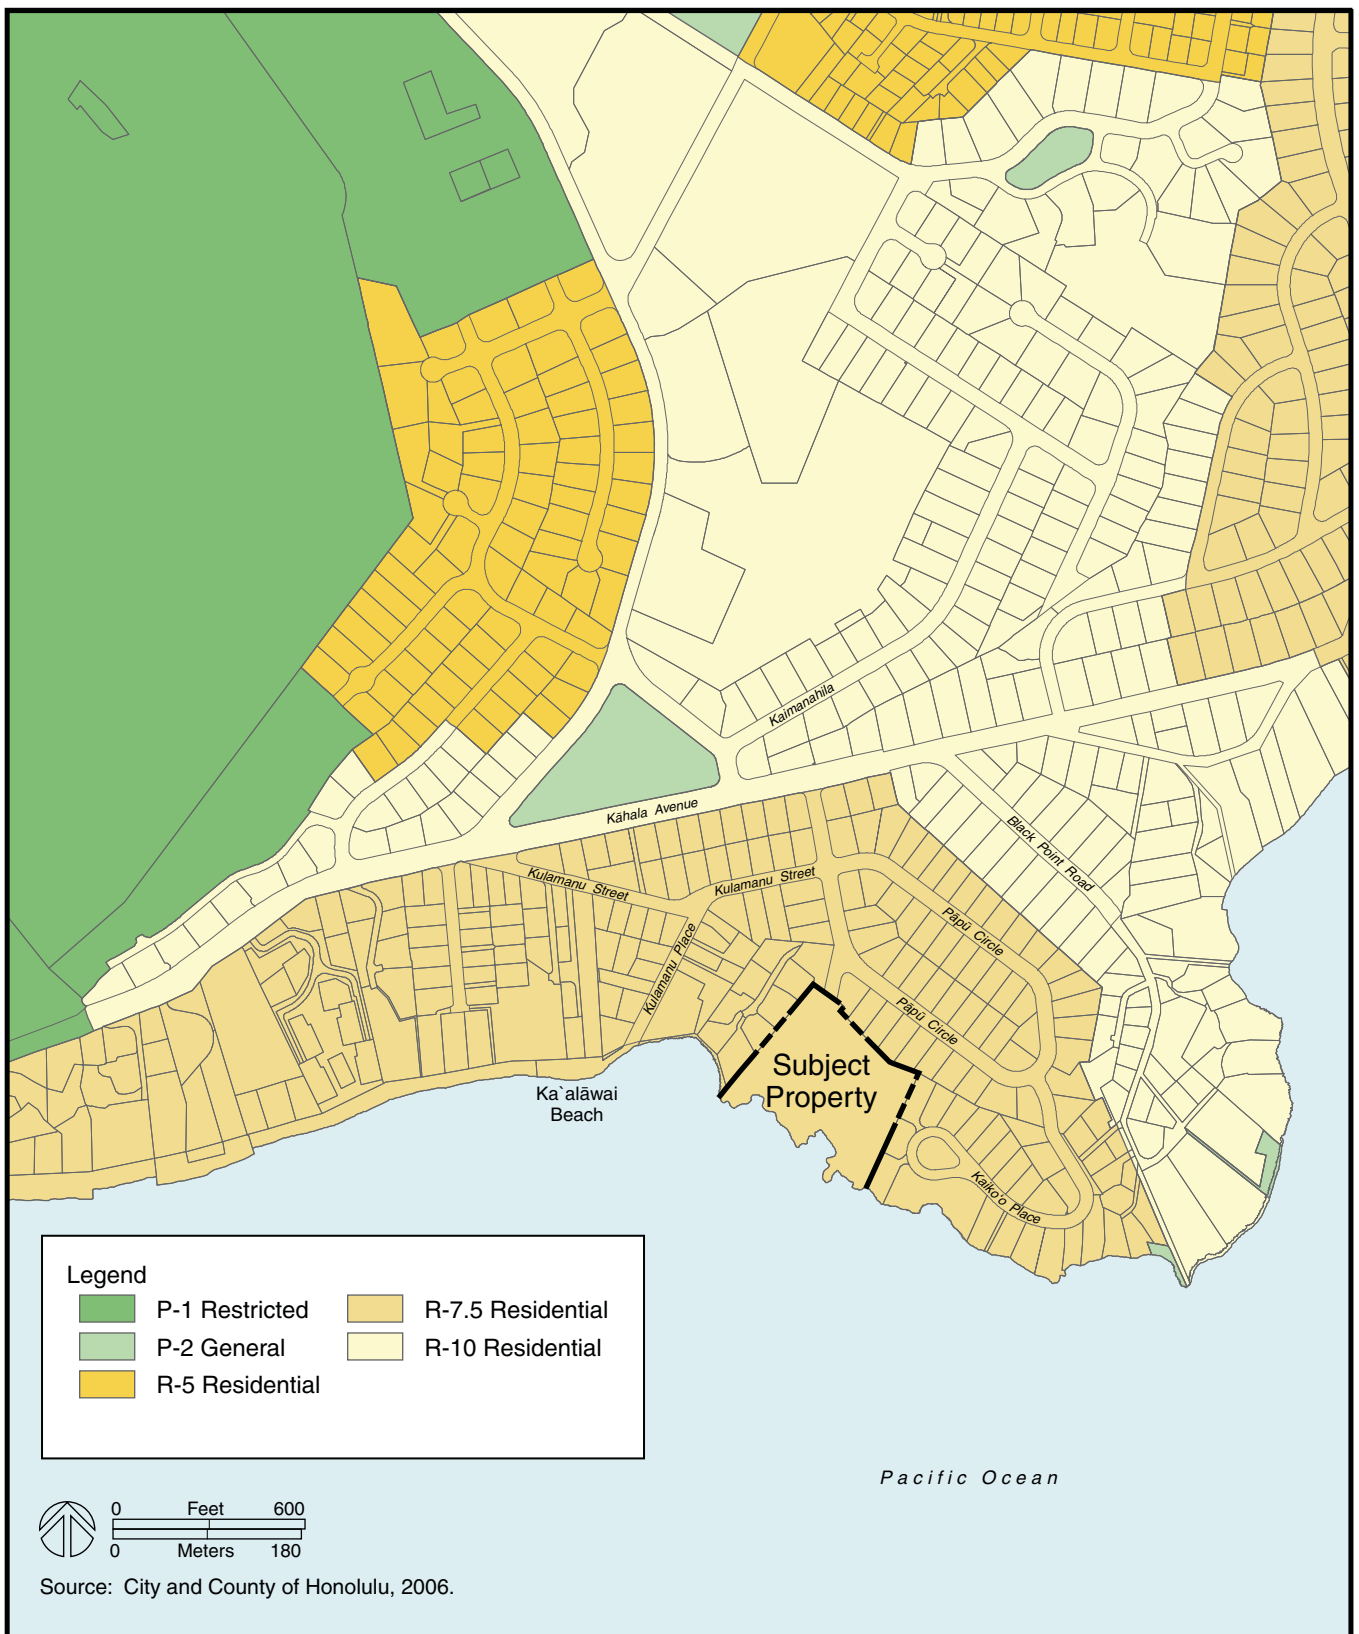 Kaimanahila
Kāhala Avenue
Black Point Road
Kulamanu Street
Kulamanu Street
Pāpū Circle
Kulamanu Place
Pāpū Circle
Subject
Property
Ka`alāwai
Beach
Kaiko'o Place
Legend
P-1 Restricted
R-7.5 Residential
P-2 General
R-10 Residential
R-5 Residential
Pacific Ocean
0 Feet 600
0 Meters 180
Source: City and County of Honolulu, 2006.